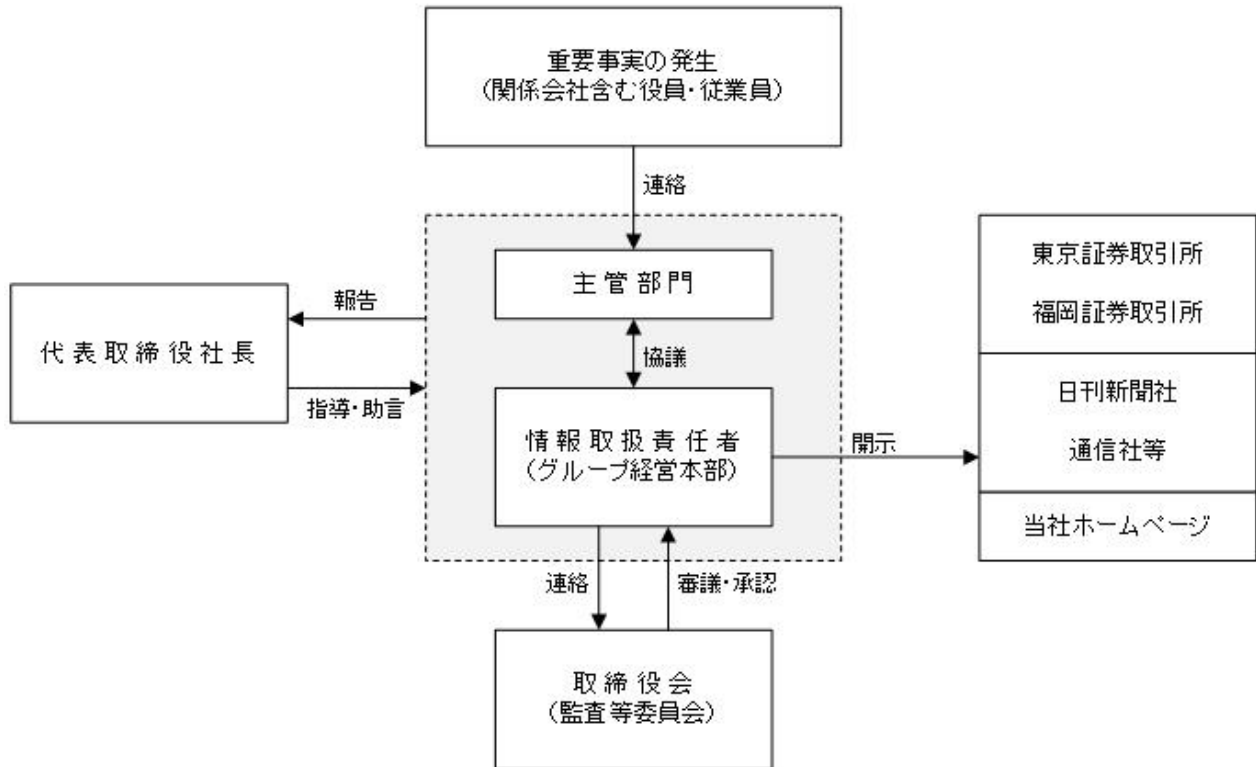 重要事実の発生
(関係会社含む役員・従業員)
連絡
主管部門
報告
代表取締役社長
指導・助言
協議
情報取扱責任者
(グループ経営本部)
開示
東京証券取引所
福岡証券取引所
日刊新聞社
通信社等
当社ホームページ
連絡
審議・承認
取締役会
(監査等委員会)